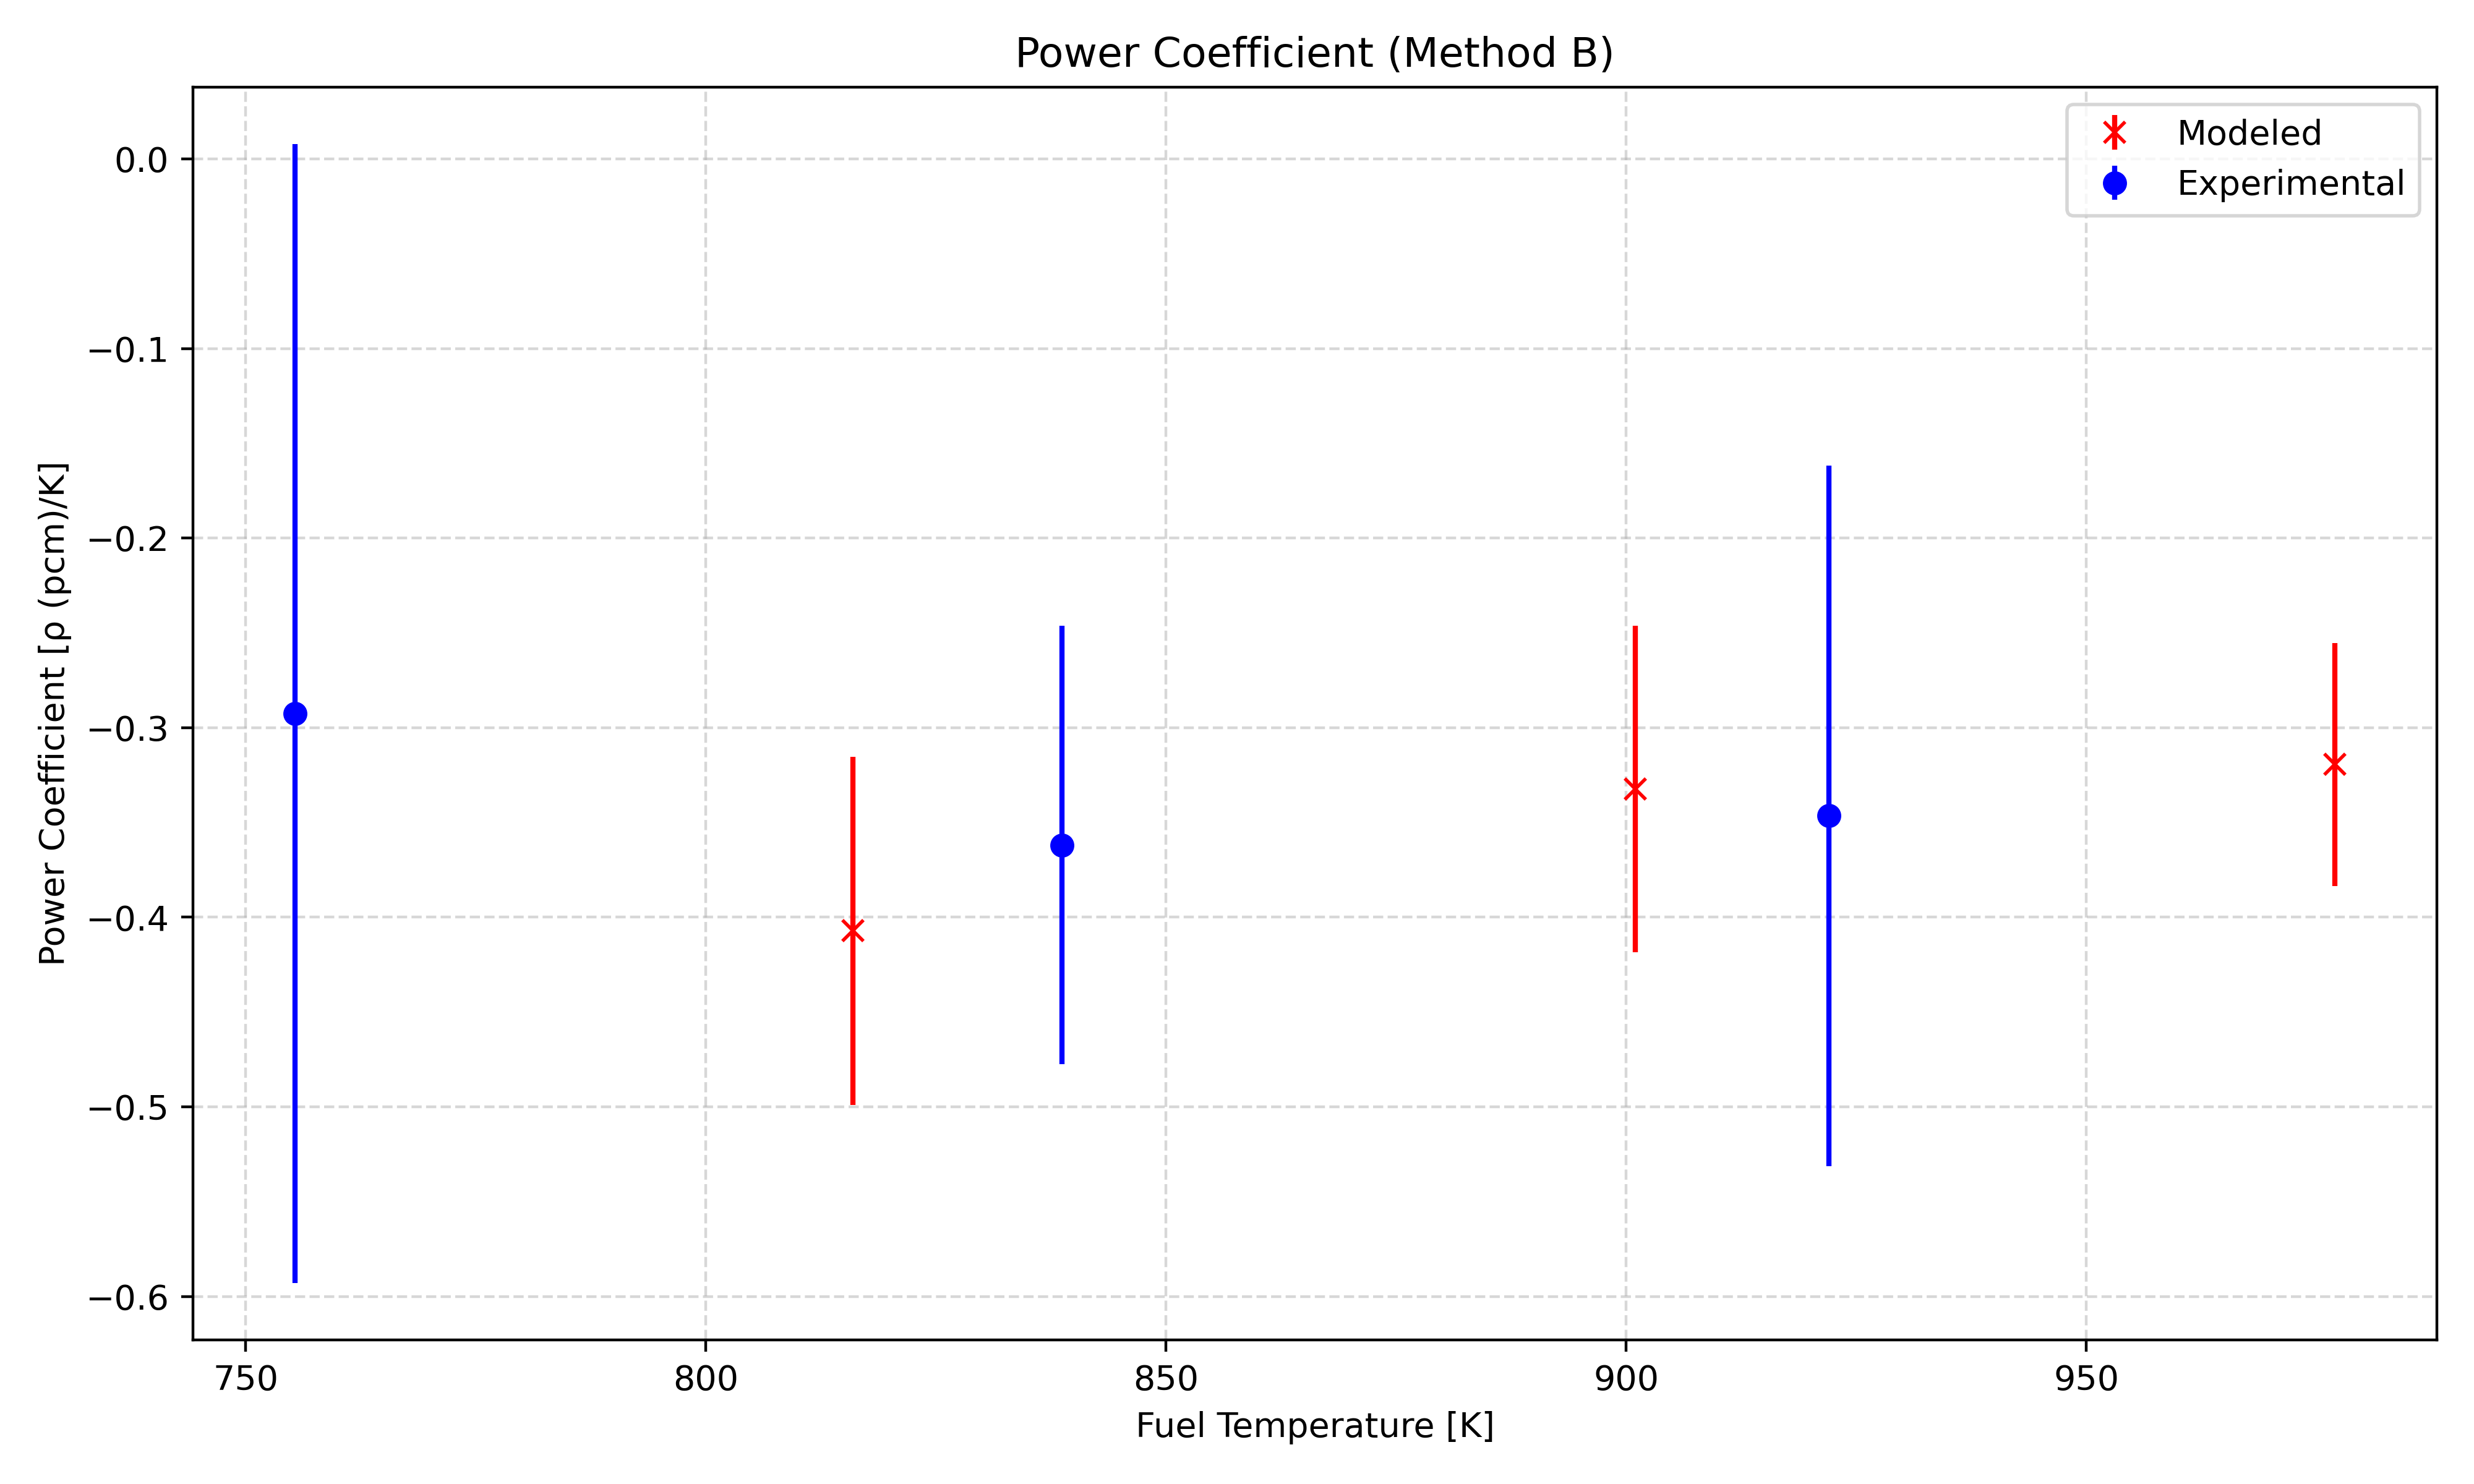 Power Coefficient (Method B)
Modeled
Experimental
0.0
−0.1
−0.2
−0.3
−0.4
−0.5
−0.6
Power Coefficient [ρ (pcm)/K]
750 800 850 900 950
Fuel Temperature [K]